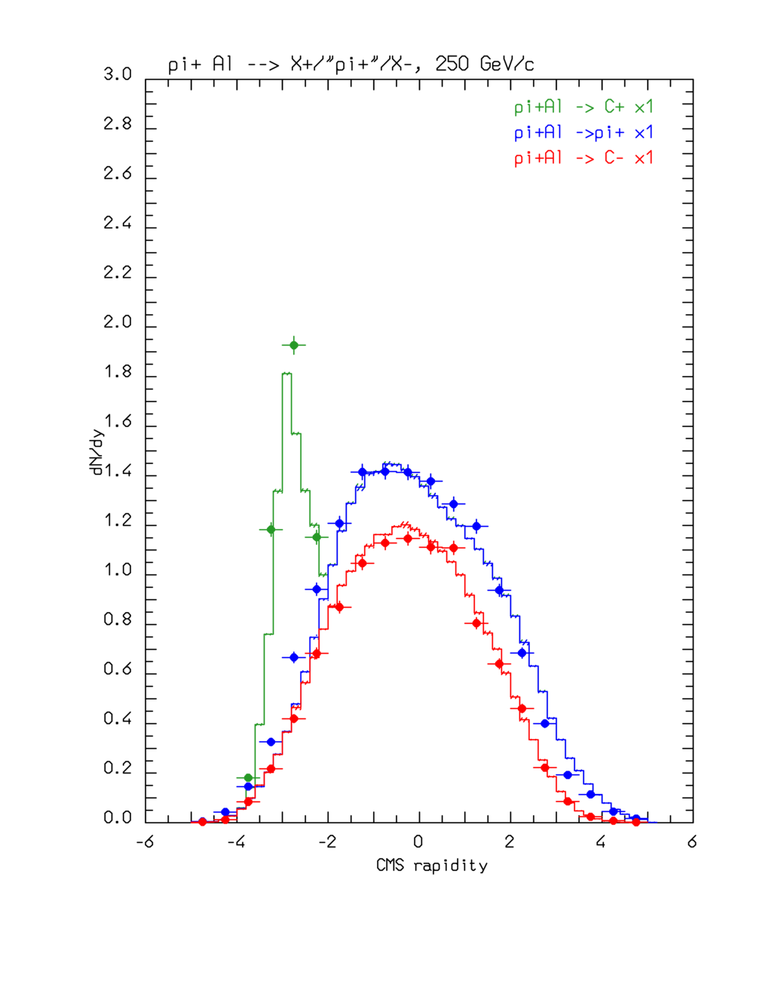 pi+ Al --> X+/"pi+"/X-, 250 GeV/c
3.0
pi+Al -> C+ x1
2.8
pi+Al ->pi+ x1
pi+Al -> C- x1
2.6
2.4
2.2
2.0
1.8
1.6
dN/dy
1.4
1.2
1.0
0.8
0.6
0.4
0.2
0.0
-6 -4 -2 0 2 4 6
CMS rapidity